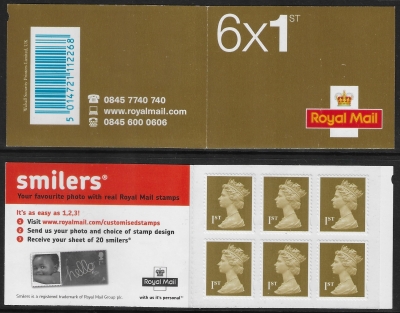 5 014721 112268
0845 7740 740
www.royalmail.com
0845 600 0606
6x1ST
Royal Mail
smilers®
Your favourite photo with real Royal Mail stamps
It's as easy as 1,2,3!
1 Visit www.royalmail.com/customisedstamps
2 Send us your photo and choice of stamp design
3 Receive your sheet of 20 smilers®
hello
Royal Mail
Smilers is a registered trademark of Royal Mail Group plc.
with us it's personal™
1ST 1ST 1ST
1ST 1ST 1ST